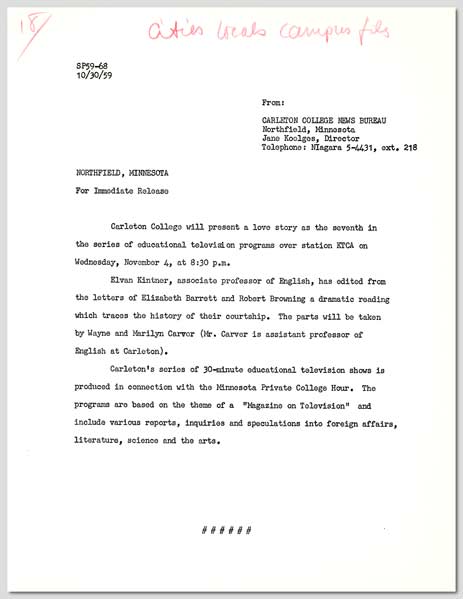 18
cities locals campus fils
SP59-68
10/30/59
From:
CARLETON COLLEGE NEWS BUREAU
Northfield, Minnesota
Jane Koelges, Director
Telephone: NIagara 5-4431, ext. 218
NORTHFIELD, MINNESOTA
For Immediate Release
Carleton College will present a love story as the seventh in
the series of educational television programs over station KTCA on
Wednesday, November 4, at 8:30 p.m.
Elvan Kintner, associate professor of English, has edited from
the letters of Elizabeth Barrett and Robert Browning a dramatic reading
which traces the history of their courtship. The parts will be taken
by Wayne and Marilyn Carver (Mr. Carver is assistant professor of
English at Carleton).
Carleton's series of 30-minute educational television shows is
produced in connection with the Minnesota Private College Hour. The
programs are based on the theme of a "Magazine on Television" and
include various reports, inquiries and speculations into foreign affairs,
literature, science and the arts.
# # # # # #